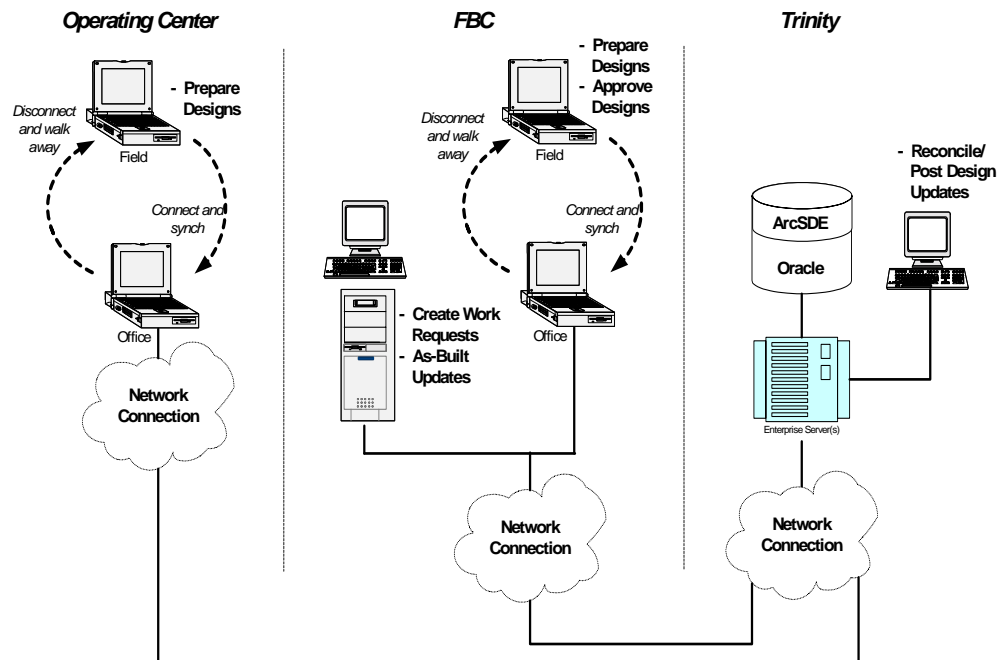 Operating Center
- Prepare
Designs
Disconnect
and walk
away
Field
Connect and
synch
Office
Network
Connection
FBC
- Prepare
Designs
- Approve
Designs
Disconnect
and walk
away
Field
Connect and
synch
- Create Work
Requests
- As-Built
Updates
Office
Network
Connection
Trinity
- Reconcile/
Post Design
Updates
ArcSDE
Oracle
Enterprise Server(s)
Network
Connection